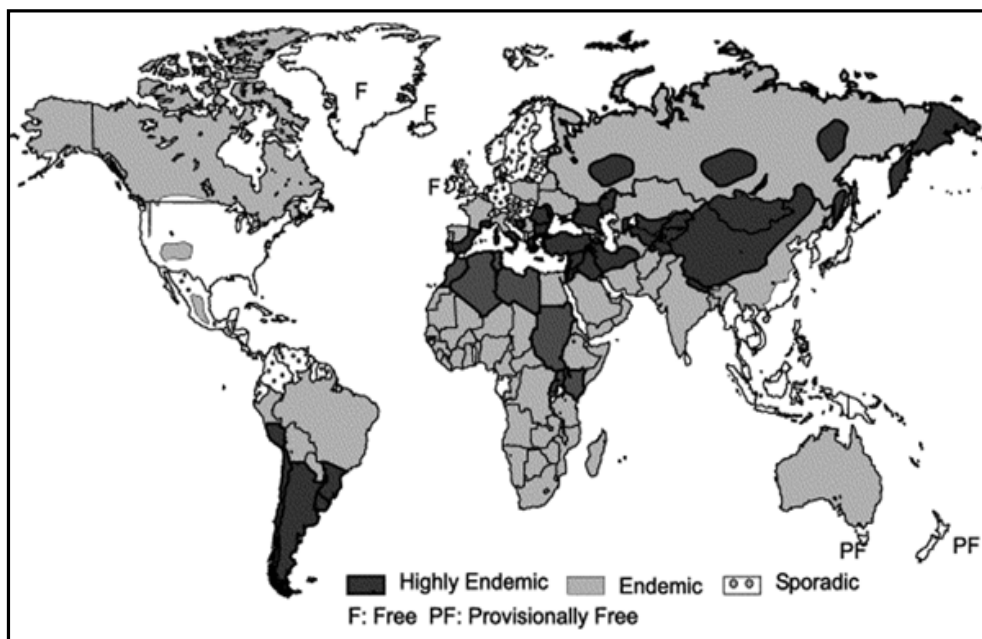 F
F
F
PF
PF
Highly Endemic Endemic Sporadic
F: Free PF: Provisionally Free